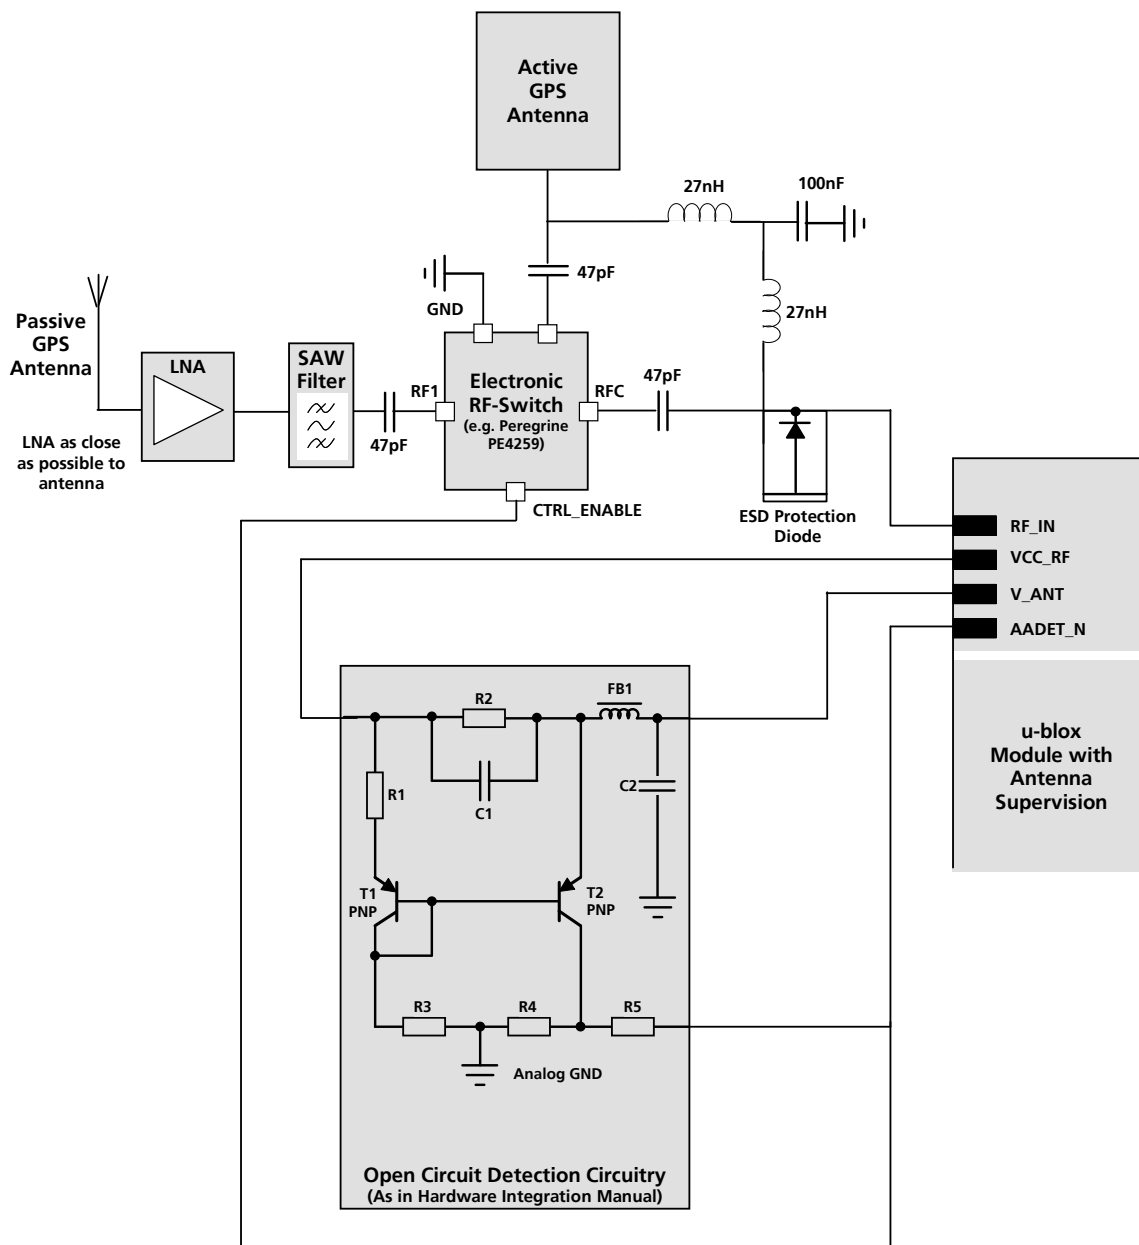 Active
GPS
Antenna
27nH
100nF
47pF
GND
27nH
Passive
GPS
Antenna
LNA
SAW
Filter
RF1
Electronic
RF-Switch
(e.g. Peregrine
PE4259)
RFC
47pF
47pF
LNA as close
as possible to
antenna
CTRL_ENABLE
ESD Protection
Diode
RF_IN
VCC_RF
V_ANT
AADET_N
u-blox
Module with
Antenna
Supervision
R2
FB1
R1
C1
C2
T1
PNP
T2
PNP
R3
R4
R5
Analog GND
Open Circuit Detection Circuitry
(As in Hardware Integration Manual)